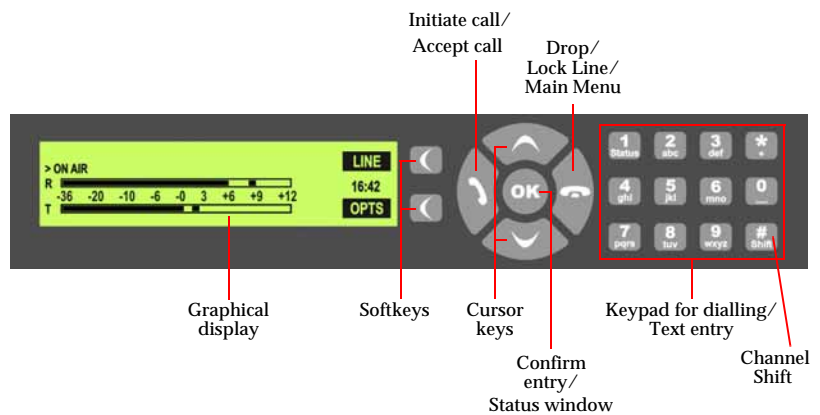 Initiate call/
Accept call
Drop/
Lock Line/
Main Menu
> ON AIR
LINE
R
16:42
-36 -20 -10 -6 -0 3 +6 +9 +12
T
OPTS
OK
1
Status
2
abc
3
def
*
4
ghi
5
jkl
6
mno
0
7
pqrs
8
tuv
9
wxyz
#
Shift
Graphical
display
Softkeys
Cursor
keys
Keypad for dialling/
Text entry
Confirm
entry/
Status window
Channel
Shift